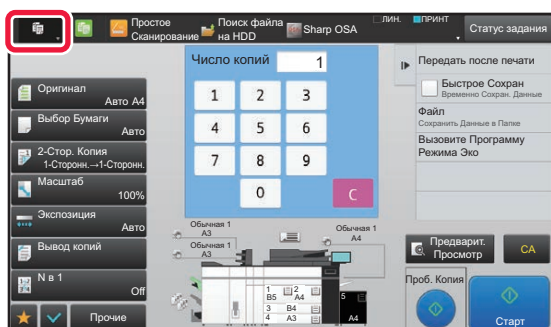 Простое
Сканирование
Поиск файла
на HDD
Sharp OSA
ЛИН.
ПРИНТ
Статус задания
Число копий
1
Передать после печати
Быстрое Сохран
Временно Сохран. Данные
Файл
Сохранить Данные в Папке
Вызовите Программу
Режима Эко
Оригинал
Авто A4
Выбор Бумаги
Авто
2-Стор. Копия
1-Сторонн.→1-Сторонн.
Масштаб
100%
Экспозиция
Авто
Вывод копий
N в 1
Off
Прочие
1 2 3
4 5 6
7 8 9
0 C
Обычная 1
A3
Обычная 1
A3
Обычная 1
A4
1 2
B5 A4
3 B4
4 A3
5
A4
Предварит.
Просмотр
CA
Проб. Копия
Старт